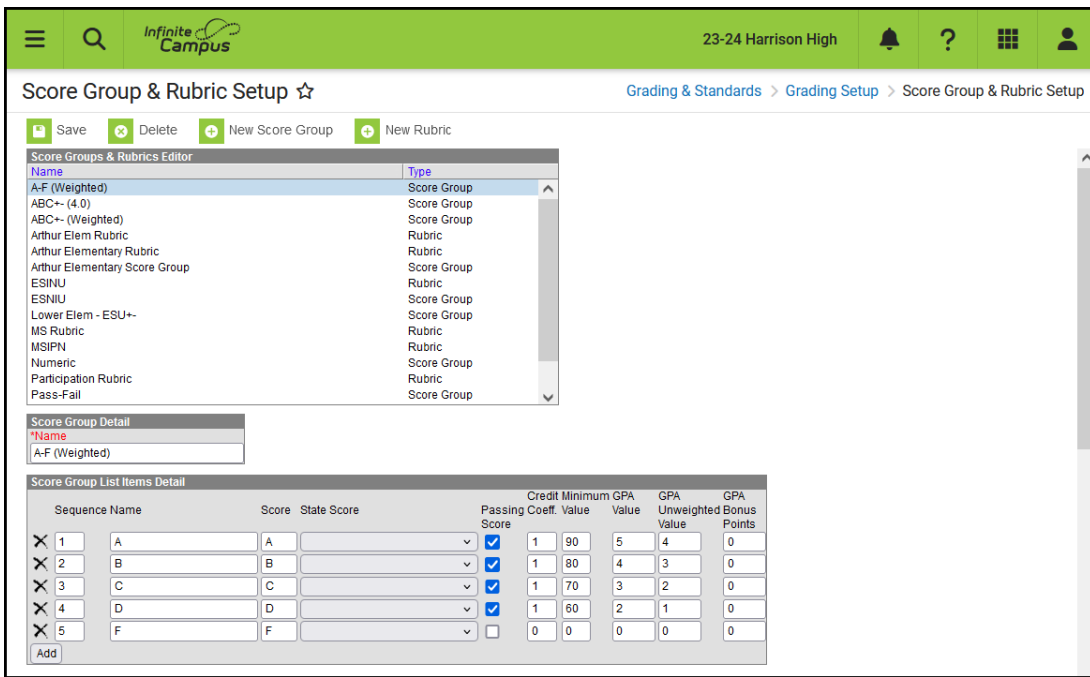 Infinite Campus
23-24 Harrison High
?
Score Group & Rubric Setup
Grading & Standards > Grading Setup > Score Group & Rubric Setup
Save Delete New Score Group New Rubric
Score Groups & Rubrics Editor
Name Type
A-F (Weighted) Score Group
ABC+- (4.0) Score Group
ABC+- (Weighted) Score Group
Arthur Elem Rubric Rubric
Arthur Elementary Rubric Rubric
Arthur Elementary Score Group Score Group
ESINU Rubric
ESNIU Score Group
Lower Elem - ESU+- Score Group
MS Rubric Rubric
MSIPN Rubric
Numeric Score Group
Participation Rubric Rubric
Pass-Fail Score Group
Score Group Detail
*Name
A-F (Weighted)
Score Group List Items Detail
Sequence Name Score State Score Passing Score Credit Coeff. Minimum Value GPA Value GPA Unweighted Value GPA Bonus Points
1 A A 1 90 5 4 0
2 B B 1 80 4 3 0
3 C C 1 70 3 2 0
4 D D 1 60 2 1 0
5 F F 0 0 0 0 0
Add